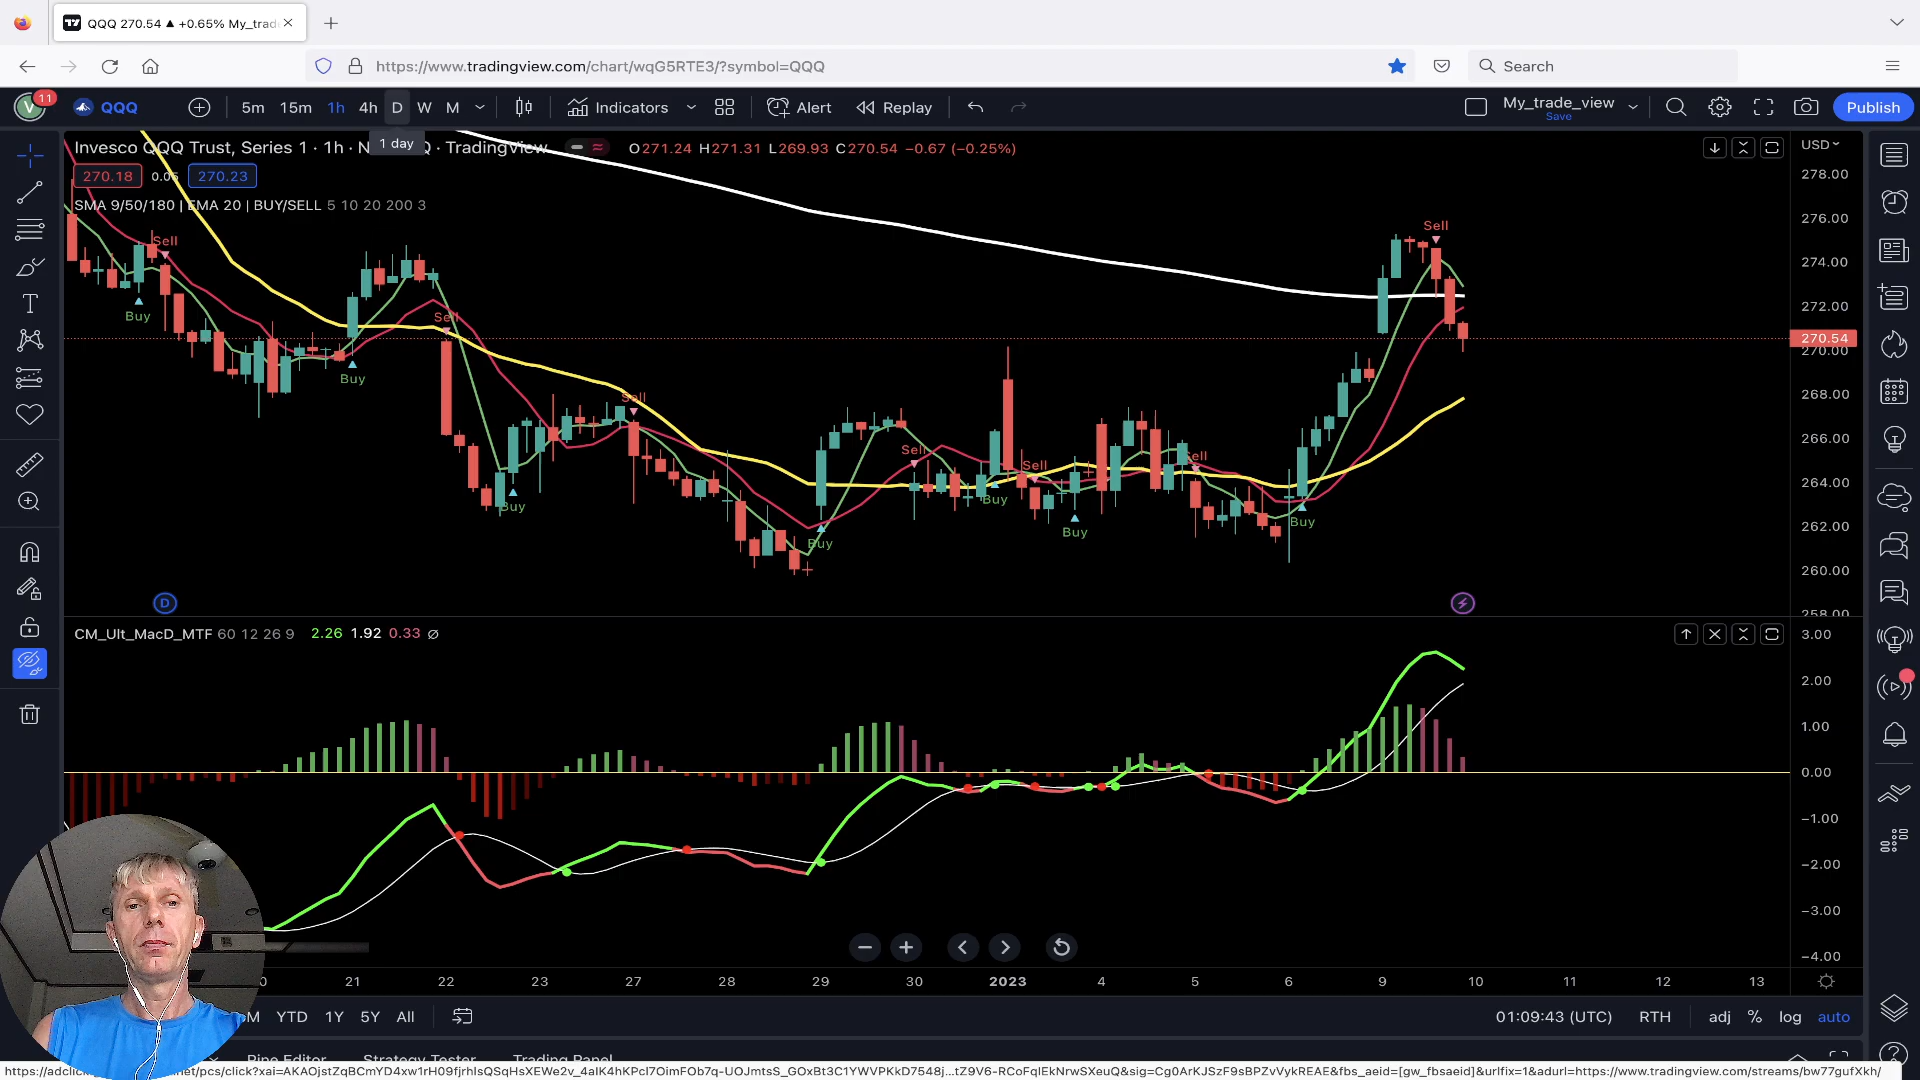 QQQ 270.54 ▲ +0.65% My_trad
https://www.tradingview.com/chart/wqG5RTE3/?symbol=QQQ
Search
V 11 QQQ 5m 15m 1h 4h D W M Indicators Alert Replay My_trade_view Save Publish
1 day
Invesco QQQ Trust, Series 1 · 1h · N Q · TradingView O271.24 H271.31 L269.93 C270.54 −0.67 (−0.25%)
USD
270.18 0.05 270.23
SMA 9/50/180 | EMA 20 | BUY/SELL 5 10 20 200 3
278.00
276.00
274.00
272.00
270.54
270.00
268.00
266.00
264.00
262.00
260.00
258.00
Sell
Buy
Buy
Sell
Buy
Sell
Buy
Sell
Buy
Sell
Buy
Sell
Buy
Sell
D
CM_Ult_MacD_MTF 60 12 26 9 2.26 1.92 0.33 ∅
3.00
2.00
1.00
0.00
−1.00
−2.00
−3.00
−4.00
0 21 22 23 27 28 29 30 2023 4 5 6 9 10 11 12 13
M YTD 1Y 5Y All 01:09:43 (UTC) RTH adj % log auto
Pine Editor Strategy Tester Trading Panel